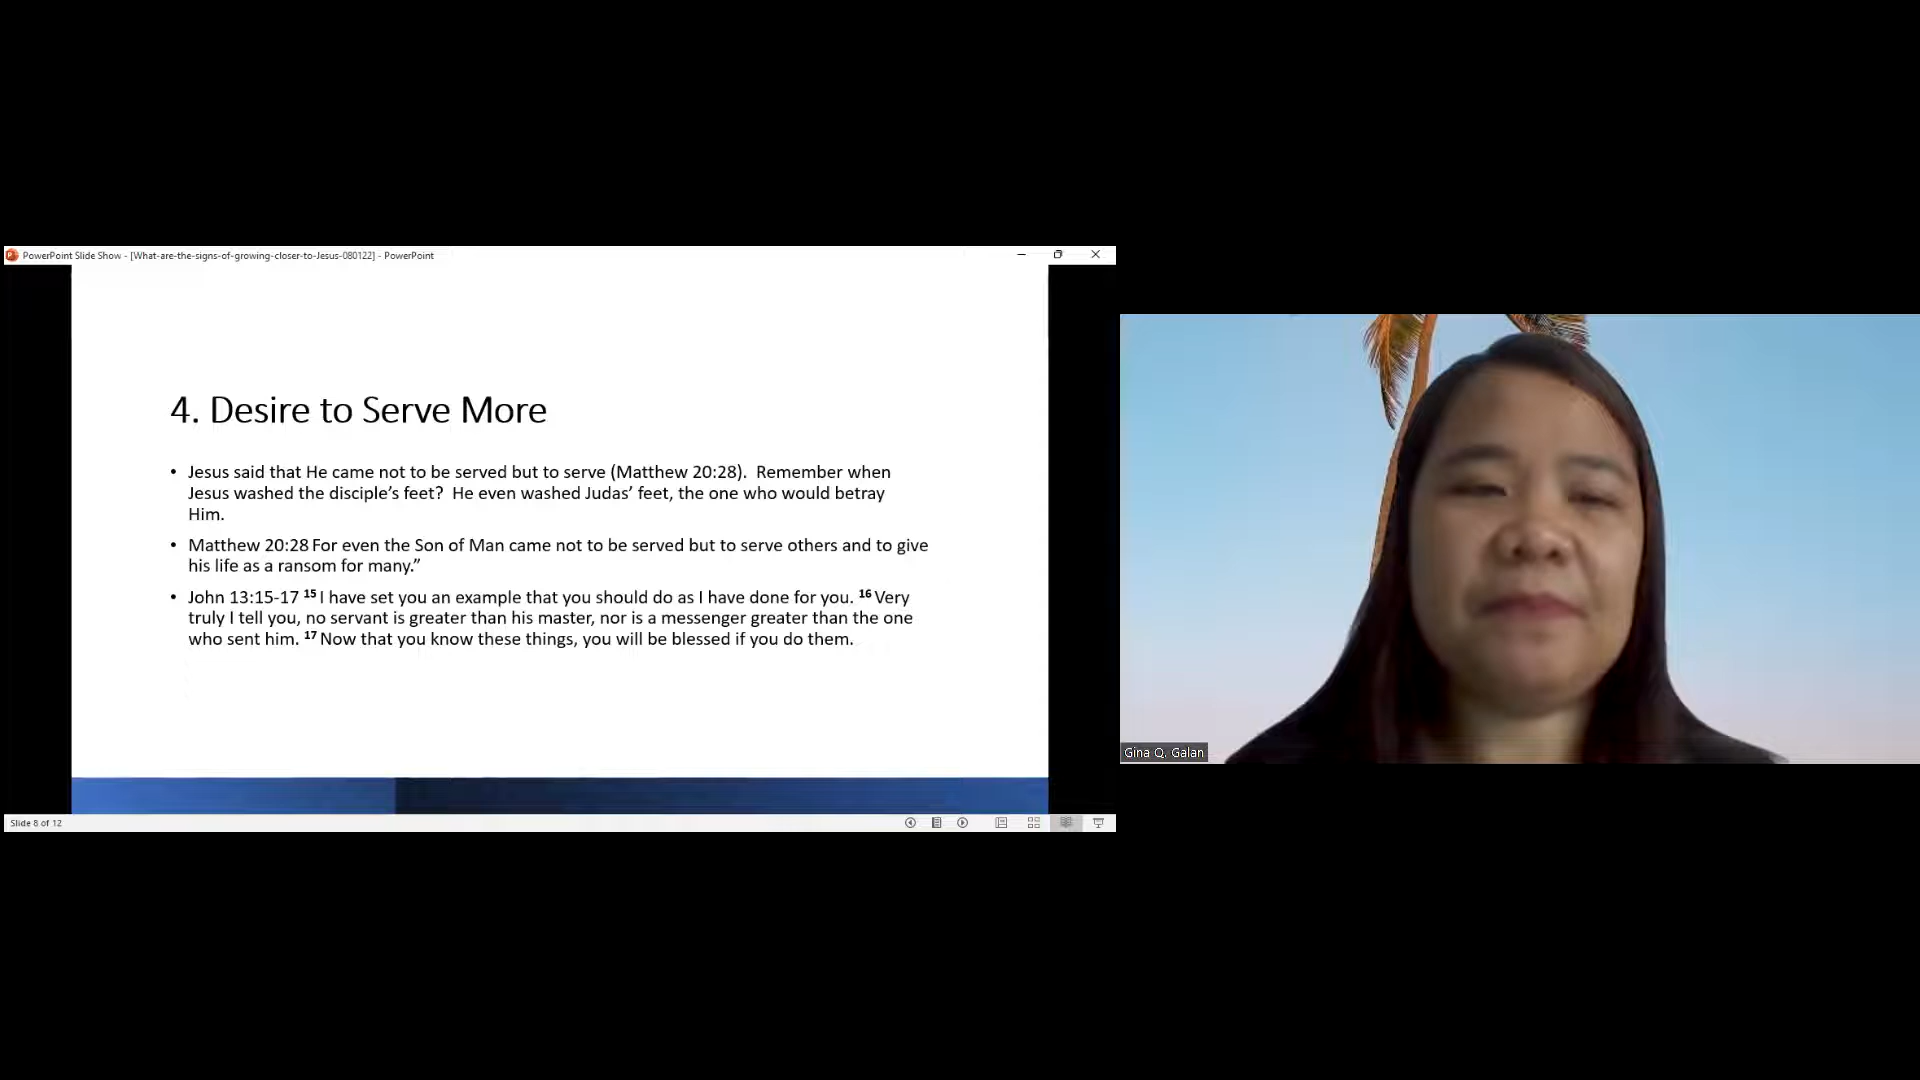 PowerPoint Slide Show - [What-are-the-signs-of-growing-closer-to-Jesus-080122] - PowerPoint
4. Desire to Serve More
• Jesus said that He came not to be served but to serve (Matthew 20:28).  Remember when
Jesus washed the disciple’s feet?  He even washed Judas’ feet, the one who would betray
Him.
• Matthew 20:28 For even the Son of Man came not to be served but to serve others and to give
his life as a ransom for many.”
• John 13:15-17 15 I have set you an example that you should do as I have done for you. 16 Very
truly I tell you, no servant is greater than his master, nor is a messenger greater than the one
who sent him. 17 Now that you know these things, you will be blessed if you do them.
Slide 8 of 12
Gina Q. Galan